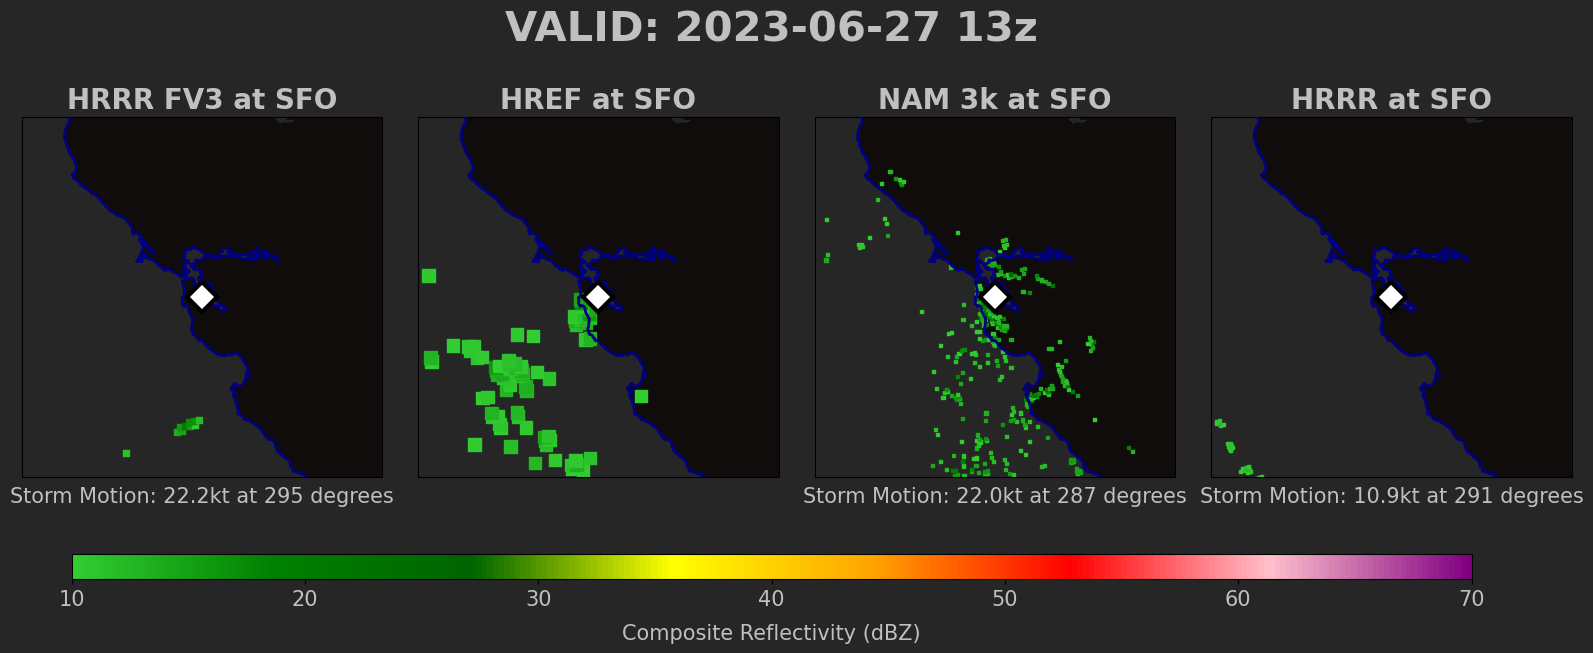 VALID: 2023-06-27 13z
HRRR FV3 at SFO
HREF at SFO
NAM 3k at SFO
HRRR at SFO
Storm Motion: 22.2kt at 295 degrees
Storm Motion: 22.0kt at 287 degrees
Storm Motion: 10.9kt at 291 degrees
10 20 30 40 50 60 70
Composite Reflectivity (dBZ)